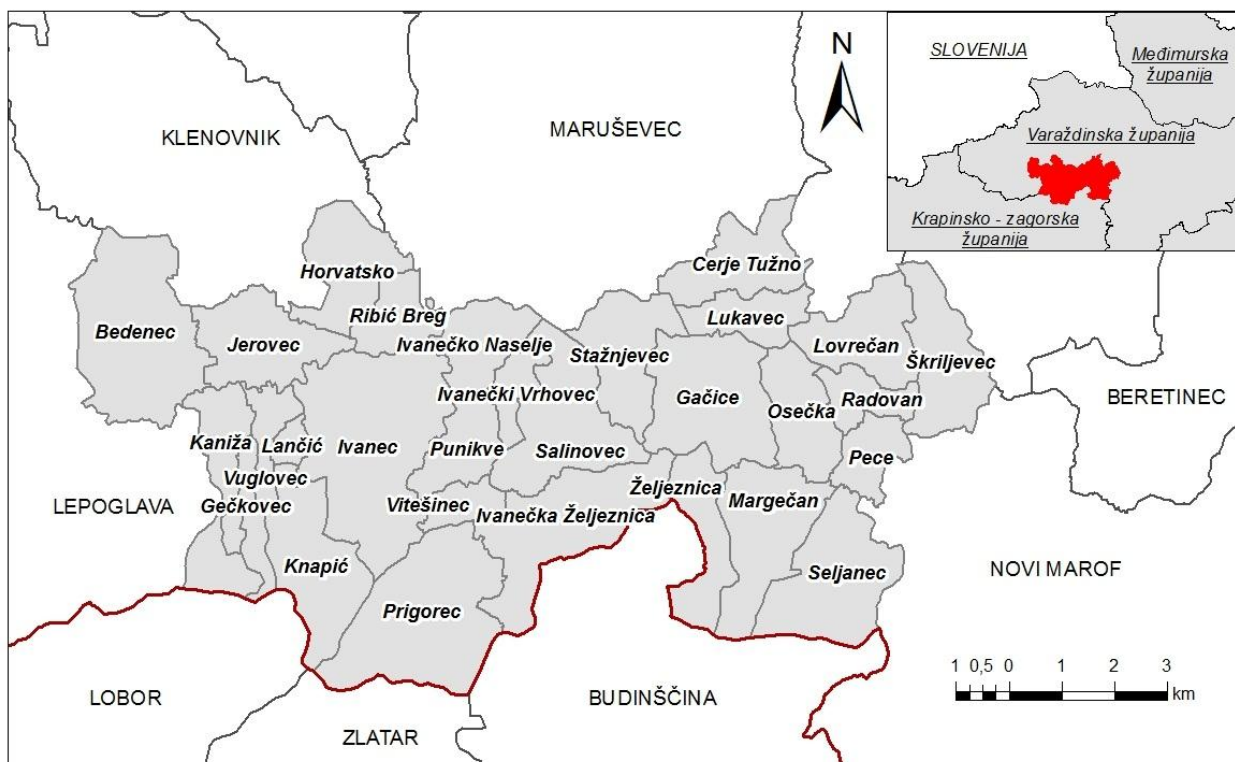 KLENOVNIK
MARUŠEVEC
N
SLOVENIJA
Međimurska
županija
Varaždinska županija
Krapinsko - zagorska
županija
Bedenec
Horvatsko
Ribić Breg
Jerovec
Ivanečko Naselje
Stažnjevec
Cerje Tužno
Lukavec
Lovrečan
Škriljevec
Ivanečki Vrhovec
Gačice
Osečka
Radovan
BERETINEC
Kaniža
Lančić
Ivanec
Punikve
Salinovec
Pece
Vuglovec
Gečkovec
LEPOGLAVA
Vitešinec
Ivanečka Željeznica
Željeznica
Margečan
Knapić
Prigorec
Seljanec
NOVI MAROF
LOBOR
ZLATAR
BUDINŠČINA
1 0,5 0 1 2 3
km